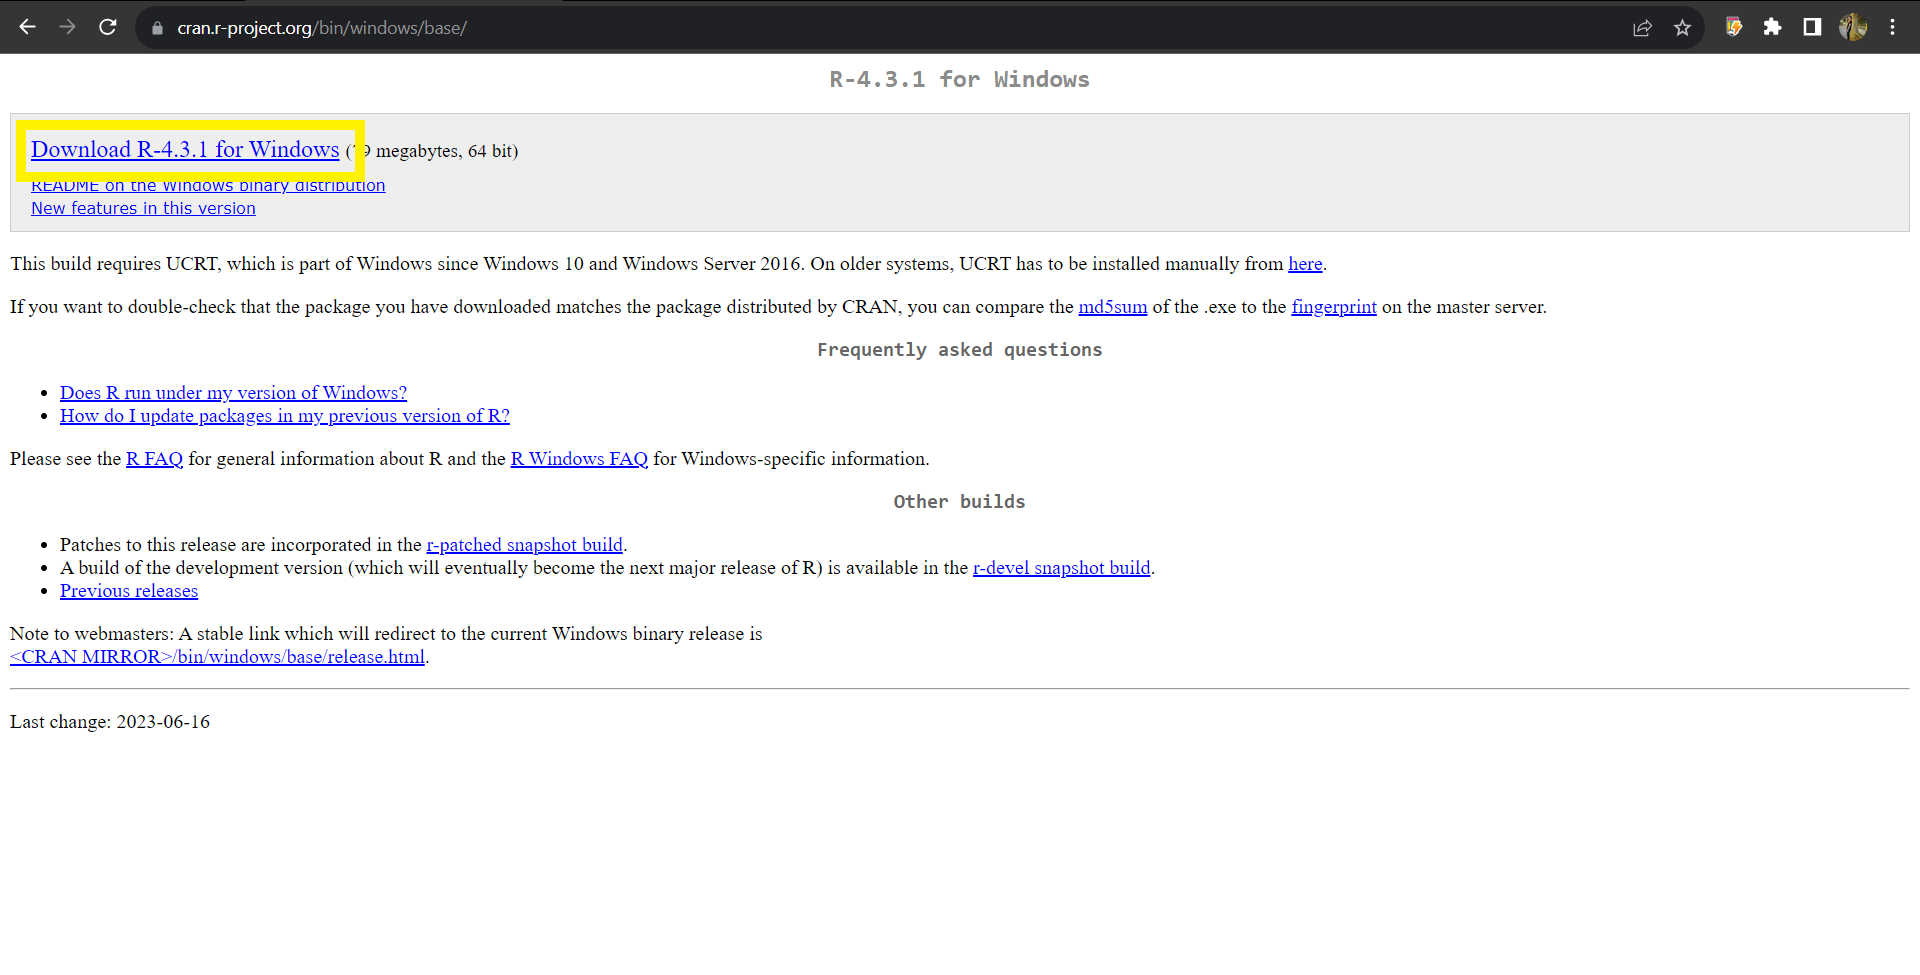 cran.r-project.org/bin/windows/base/
R-4.3.1 for Windows
Download R-4.3.1 for Windows megabytes, 64 bit)
README on the Windows binary distribution
New features in this version
This build requires UCRT, which is part of Windows since Windows 10 and Windows Server 2016. On older systems, UCRT has to be installed manually from here.
If you want to double-check that the package you have downloaded matches the package distributed by CRAN, you can compare the md5sum of the .exe to the fingerprint on the master server.
Frequently asked questions
• Does R run under my version of Windows?
• How do I update packages in my previous version of R?
Please see the R FAQ for general information about R and the R Windows FAQ for Windows-specific information.
Other builds
• Patches to this release are incorporated in the r-patched snapshot build.
• A build of the development version (which will eventually become the next major release of R) is available in the r-devel snapshot build.
• Previous releases
Note to webmasters: A stable link which will redirect to the current Windows binary release is
<CRAN MIRROR>/bin/windows/base/release.html.
Last change: 2023-06-16